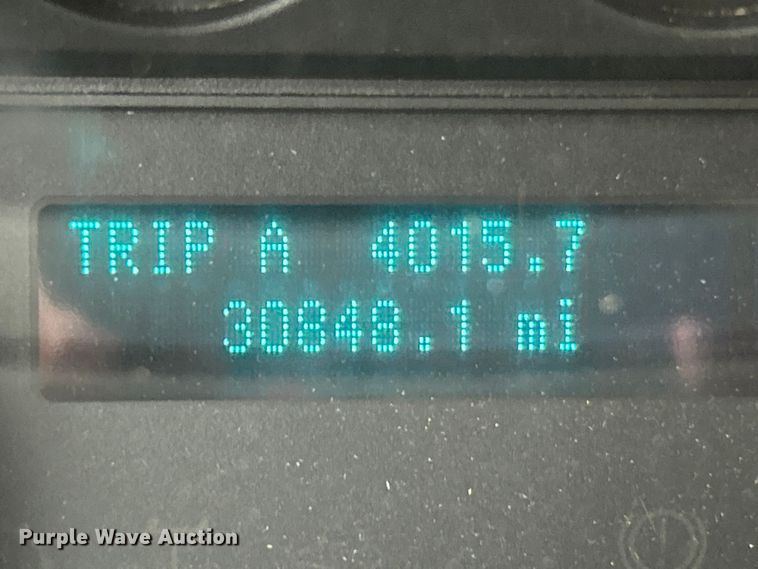 TRIP A 4015.7
30848.1 mi
Purple Wave Auction